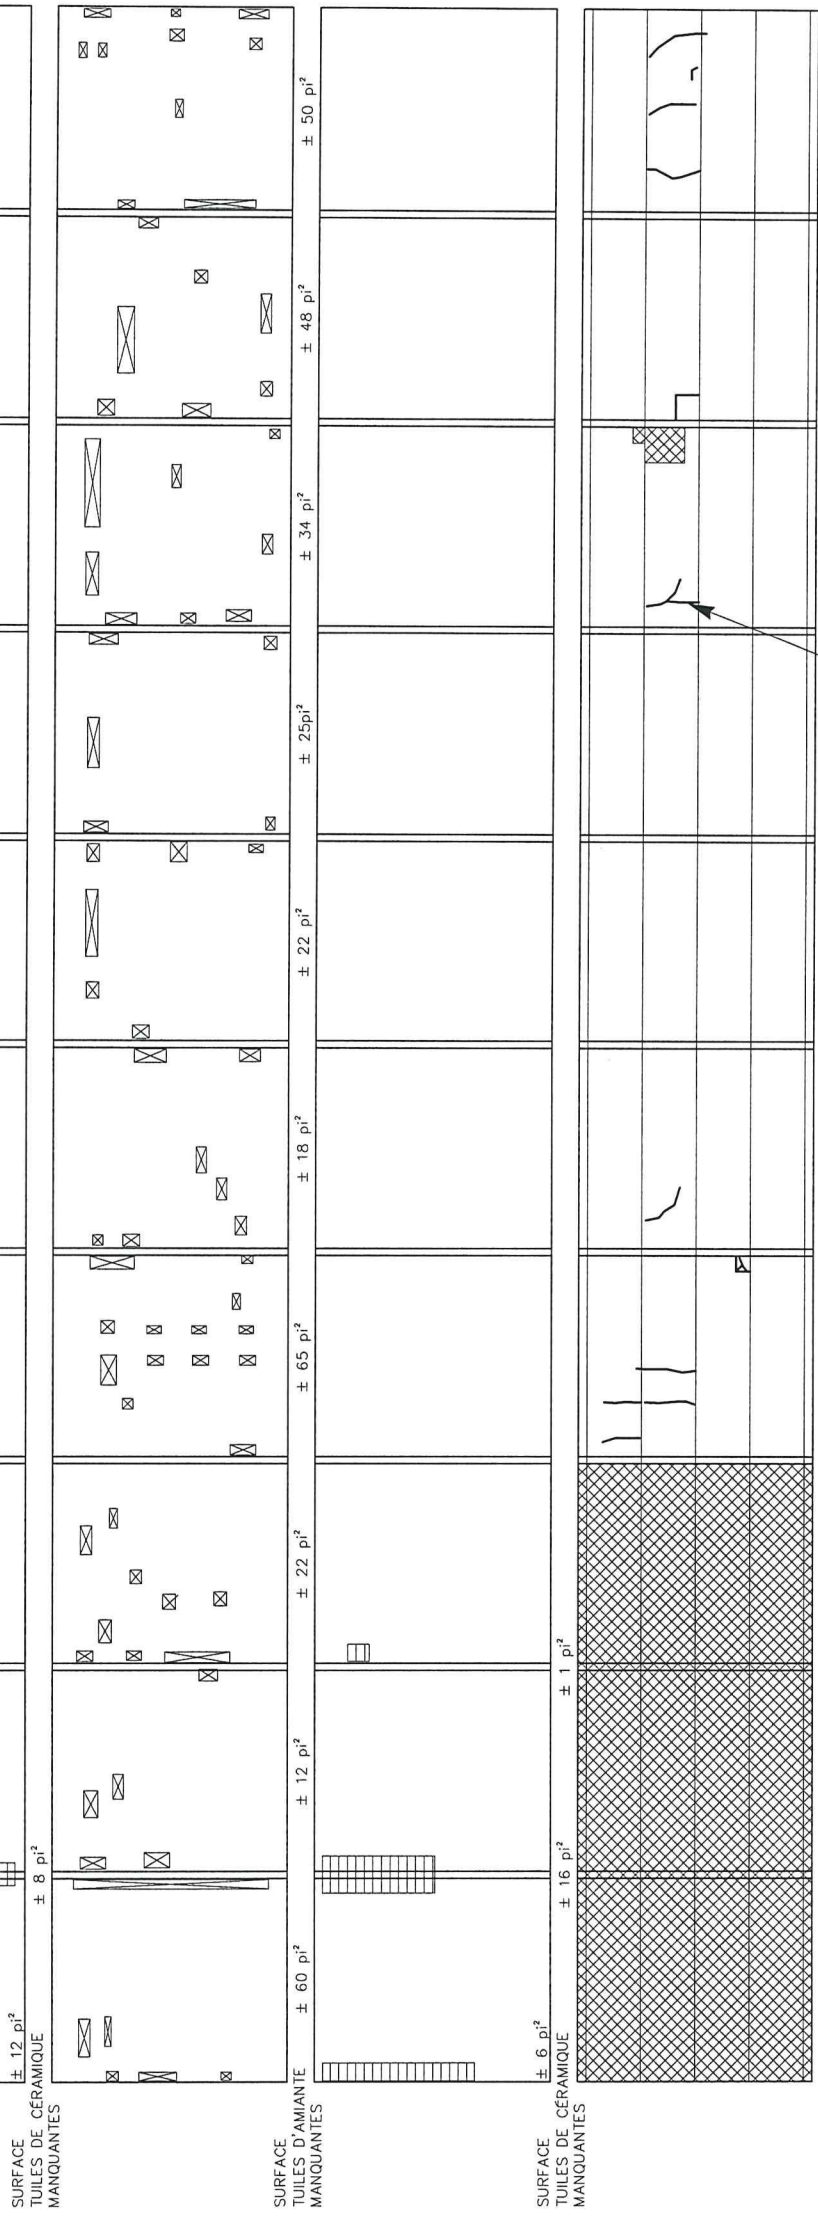 ± 12 pi²
± 8 pi²
SURFACE
TUILES DE CÉRAMIQUE
MANQUANTES
± 60 pi²
± 12 pi²
± 22 pi²
± 65 pi²
± 18 pi²
± 22 pi²
± 25pi²
± 34 pi²
± 48 pi²
± 50 pi²
SURFACE
TUILES D'AMIANTE
MANQUANTES
± 6 pi²
± 16 pi²
± 1 pi²
SURFACE
TUILES DE CÉRAMIQUE
MANQUANTES